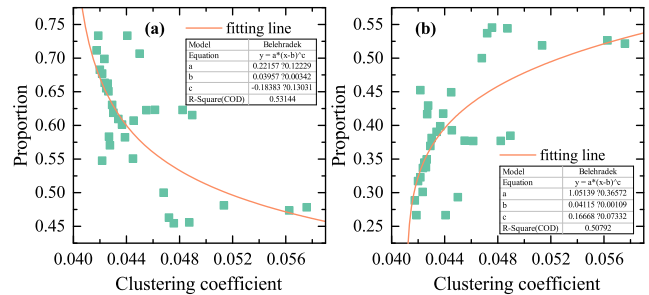 (a)
fitting line
Model Belehradek
Equation y = a*(x-b)^c
a 0.22157 ?0.12229
b 0.03957 ?0.00342
c -0.18383 ?0.13031
R-Square(COD) 0.53144
0.75
0.70
0.65
0.60
0.55
0.50
0.45
Proportion
0.040 0.044 0.048 0.052 0.056
Clustering coefficient
(b)
fitting line
Model Belehradek
Equation y = a*(x-b)^c
a 1.05139 ?0.36572
b 0.04115 ?0.00109
c 0.16668 ?0.07332
R-Square(COD) 0.50792
0.55
0.50
0.45
0.40
0.35
0.30
0.25
Proportion
0.040 0.044 0.048 0.052 0.056
Clustering coefficient